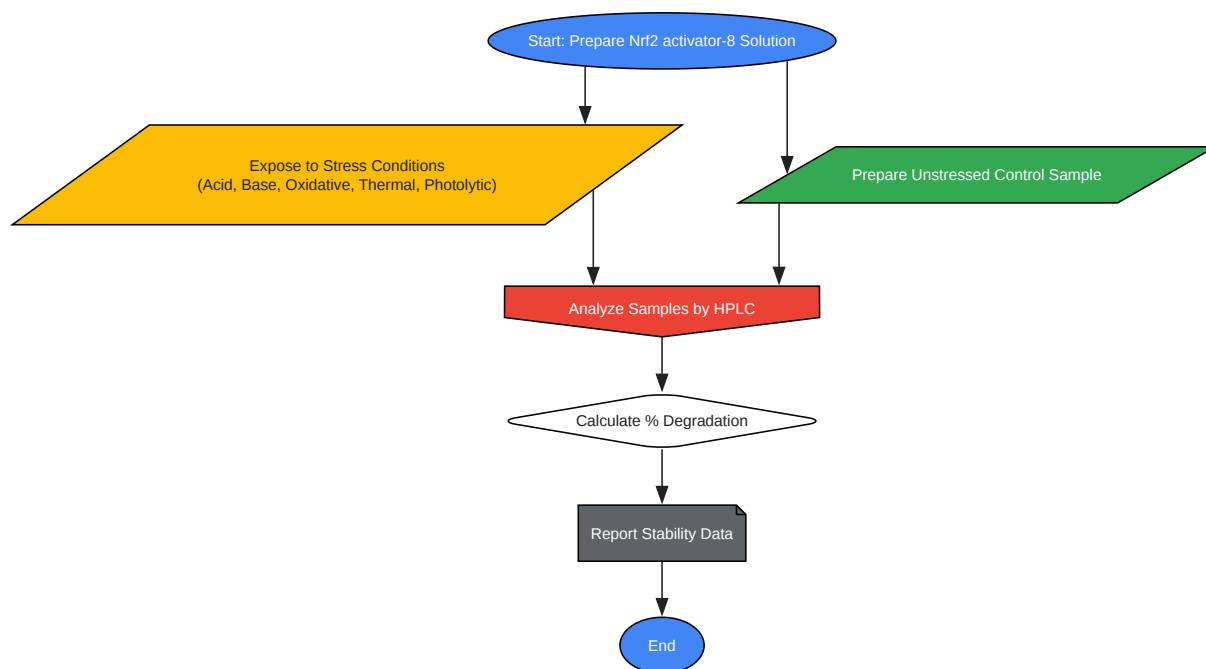 Start: Prepare Nrf2 activator-8 Solution
Expose to Stress Conditions
(Acid, Base, Oxidative, Thermal, Photolytic)
Prepare Unstressed Control Sample
Analyze Samples by HPLC
Calculate % Degradation
Report Stability Data
End